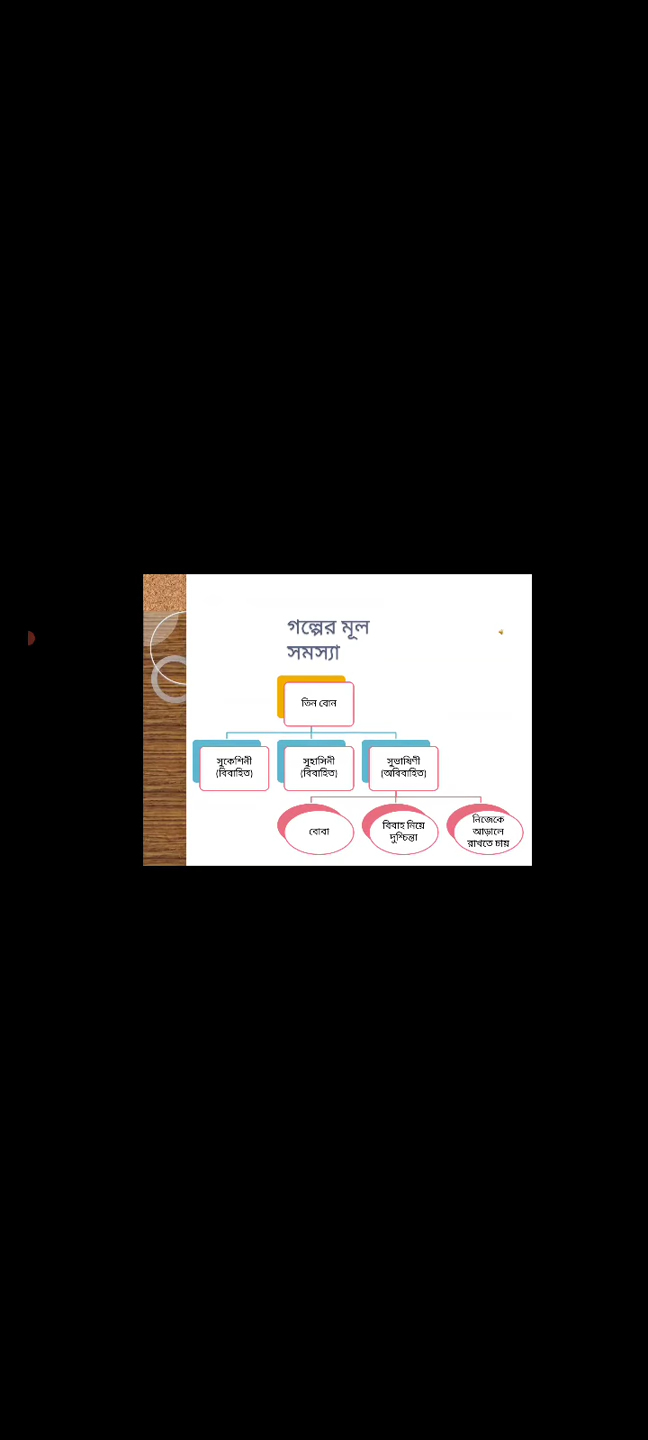 গল্পের মূল
সমস্যা
তিন বোন
সুকেশিনী
(বিবাহিত)
সুহাসিনী
(বিবাহিত)
সুভাষিণী
(অবিবাহিত)
বোবা
বিবাহ নিয়ে
দুশ্চিন্তা
নিজেকে
আড়ালে
রাখতে চায়